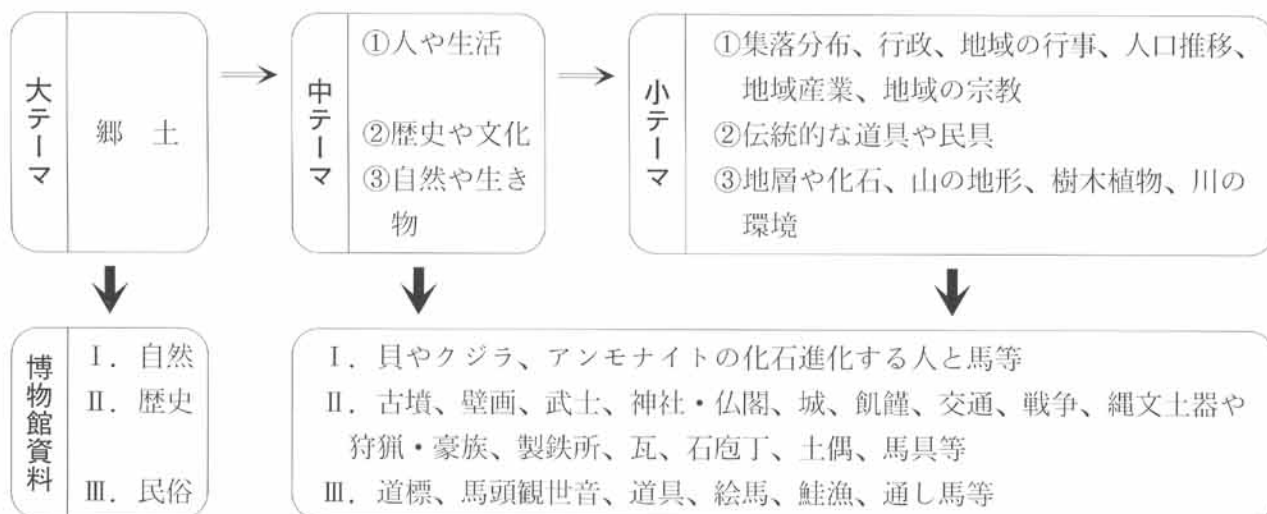 大テーマ
郷 土
中テーマ
①人や生活
②歴史や文化
③自然や生き
物
小テーマ
①集落分布、行政、地域の行事、人口推移、
地域産業、地域の宗教
②伝統的な道具や民具
③地層や化石、山の地形、樹木植物、川の
環境
博物館資料
Ⅰ．自然
Ⅱ．歴史
Ⅲ．民俗
Ⅰ．貝やクジラ、アンモナイトの化石進化する人と馬等
Ⅱ．古墳、壁画、武士、神社・仏閣、城、飢饉、交通、戦争、縄文土器や
狩猟・豪族、製鉄所、瓦、石庖丁、土偶、馬具等
Ⅲ．道標、馬頭観世音、道具、絵馬、鮭漁、通し馬等